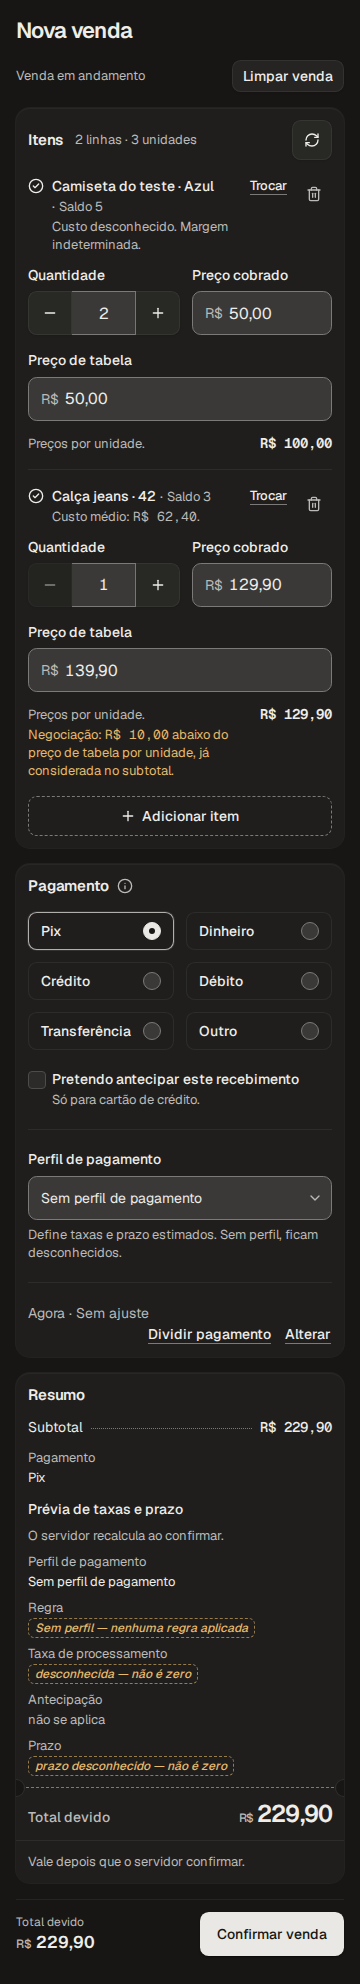 Nova venda
Venda em andamento
Limpar venda
Itens 2 linhas · 3 unidades
Camiseta do teste · Azul
· Saldo 5
Trocar
Custo desconhecido. Margem
indeterminada.
Quantidade
Preço cobrado
− 2 +
R$ 50,00
Preço de tabela
R$ 50,00
Preços por unidade.
R$ 100,00
Calça jeans · 42 · Saldo 3
Trocar
Custo médio: R$ 62,40.
Quantidade
Preço cobrado
− 1 +
R$ 129,90
Preço de tabela
R$ 139,90
Preços por unidade.
R$ 129,90
Negociação: R$ 10,00 abaixo do
preço de tabela por unidade, já
considerada no subtotal.
+ Adicionar item
Pagamento
Pix
Dinheiro
Crédito
Débito
Transferência
Outro
Pretendo antecipar este recebimento
Só para cartão de crédito.
Perfil de pagamento
Sem perfil de pagamento
Define taxas e prazo estimados. Sem perfil, ficam
desconhecidos.
Agora · Sem ajuste
Dividir pagamento
Alterar
Resumo
Subtotal
R$ 229,90
Pagamento
Pix
Prévia de taxas e prazo
O servidor recalcula ao confirmar.
Perfil de pagamento
Sem perfil de pagamento
Regra
Sem perfil — nenhuma regra aplicada
Taxa de processamento
desconhecida — não é zero
Antecipação
não se aplica
Prazo
prazo desconhecido — não é zero
Total devido
R$ 229,90
Vale depois que o servidor confirmar.
Total devido
R$ 229,90
Confirmar venda